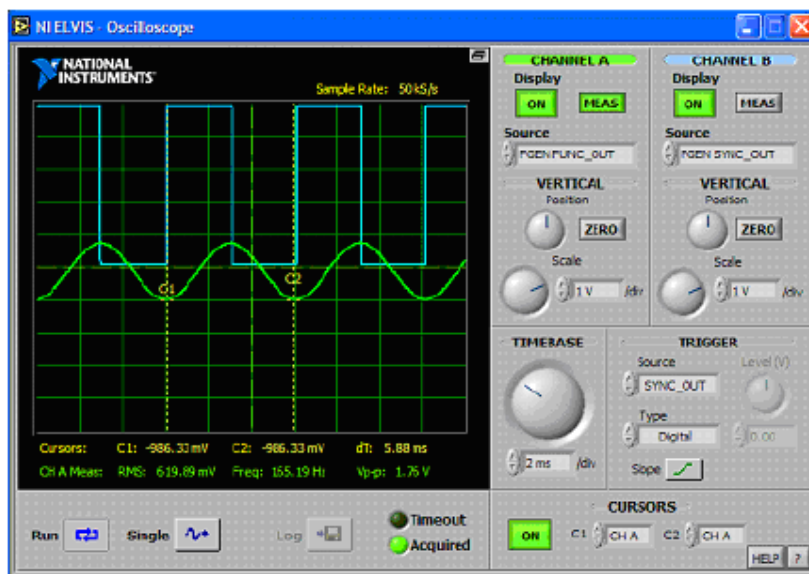 NI ELVIS - Oscilloscope
NATIONAL
INSTRUMENTS™
Sample Rate: 50kS/s
C1
C2
Cursors: C1: -986.33 mV C2: -986.33 mV dT: 5.88 ms
CH A Meas: RMS: 619.89 mV Freq: 165.19 Hz Vp-p: 1.76 V
Run
Single
Log
Timeout
Acquired
CHANNEL A
Display
ON
MEAS
Source
FGEN FUNC_OUT
VERTICAL
Position
ZERO
Scale
1 V /div
CHANNEL B
Display
ON
MEAS
Source
FGEN SYNC_OUT
VERTICAL
Position
ZERO
Scale
1 V /div
TIMEBASE
2 ms /div
TRIGGER
Source
SYNC_OUT
Level (V)
Type
Digital
0.00
Slope
CURSORS
ON
C1
CH A
C2
CH A
HELP
?